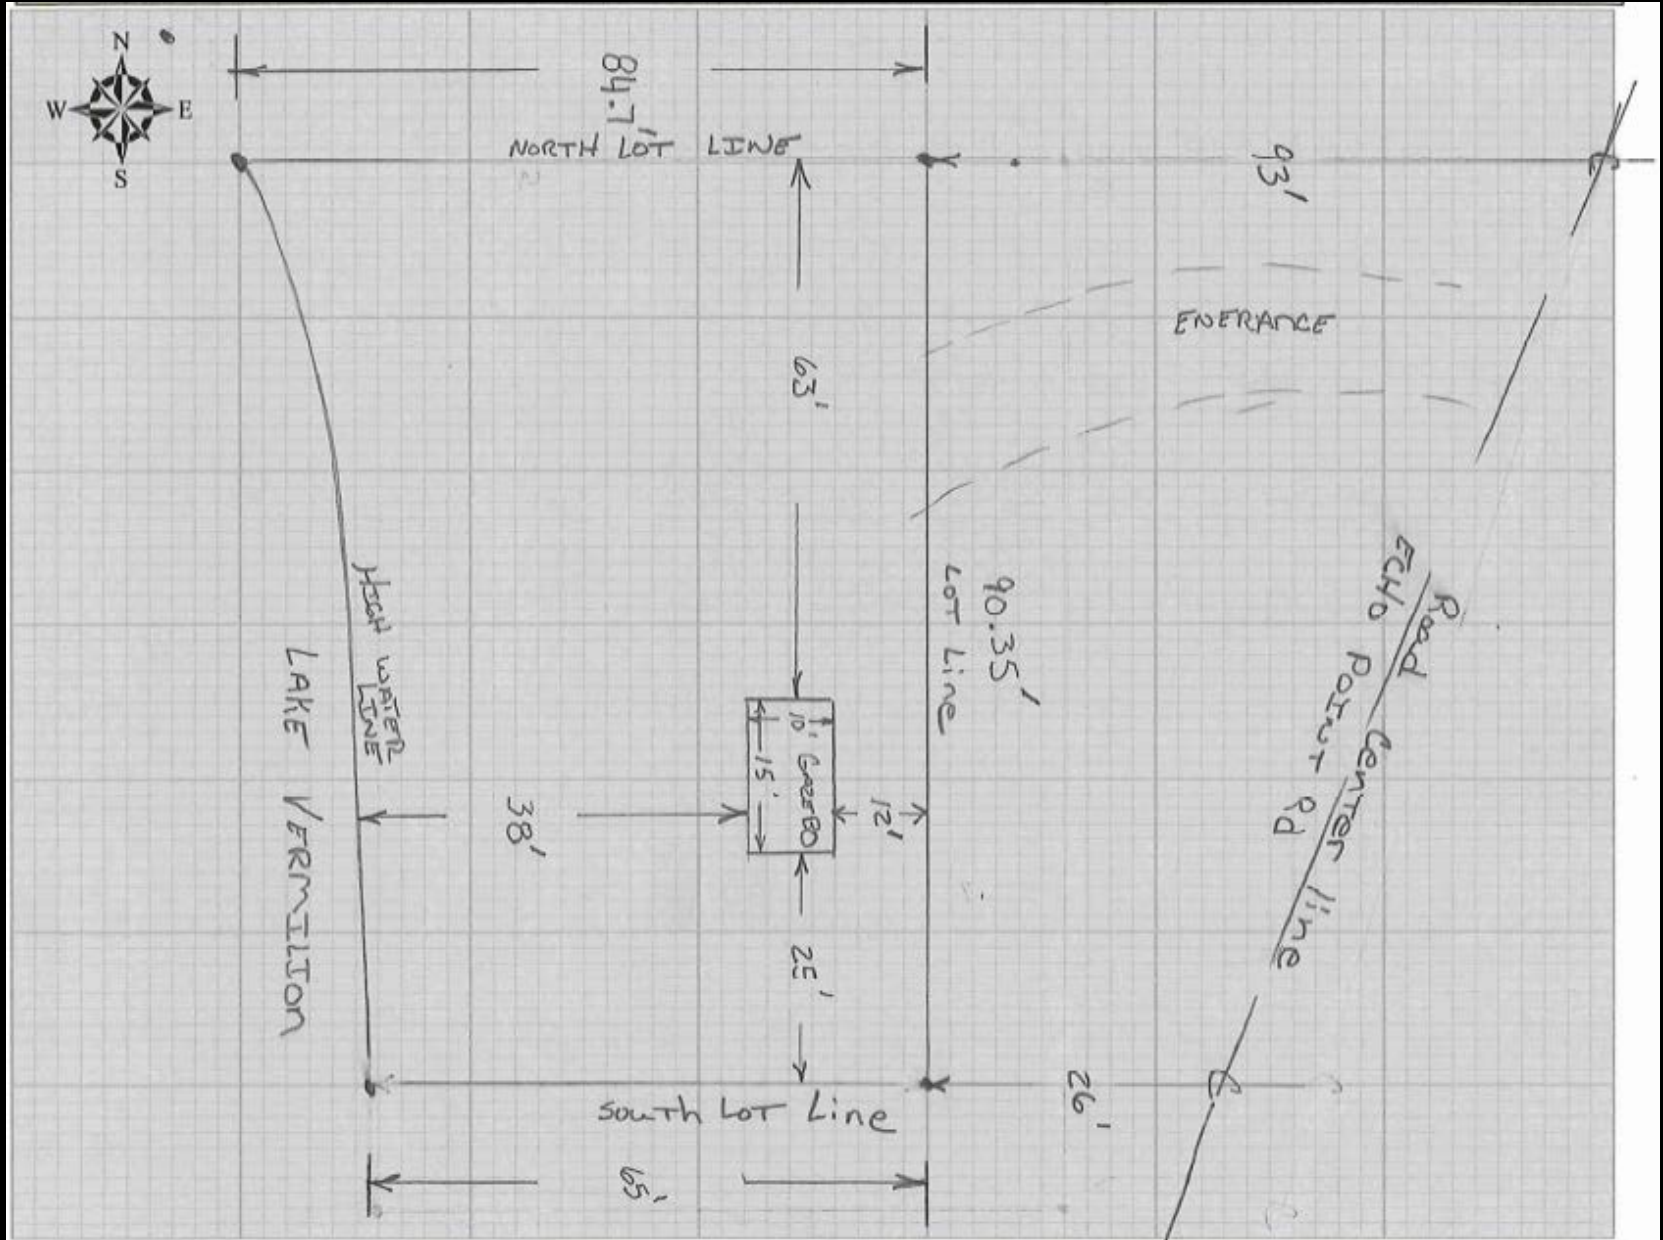 N
W E
S
84.7'
NORTH LOT LINE
93'
ENERANCE
63'
90.35'
LOT Line
HIGH WATER
LINE
LAKE VERMILION
ECHO POINT Rd
Road Center line
10'
15'
GAZEBO
12'
38'
25'
26'
South LOT Line
65'